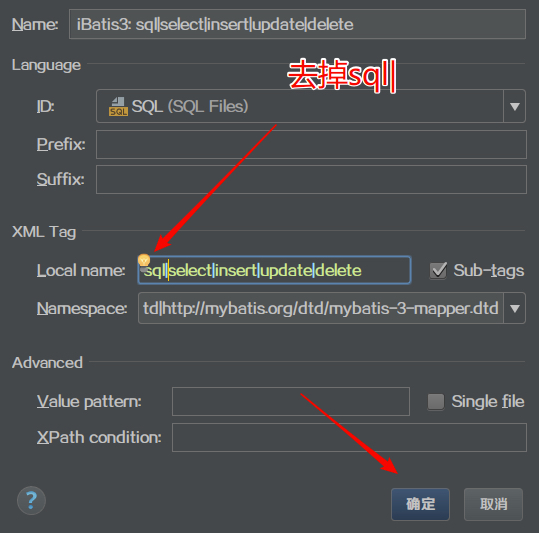 Name: iBatis3: sql|select|insert|update|delete
Language
去掉sql|
ID: SQL (SQL Files)
Prefix:
Suffix:
XML Tag
Local name: sql|select|insert|update|delete Sub-tags
Namespace: td|http://mybatis.org/dtd/mybatis-3-mapper.dtd
Advanced
Value pattern: Single file
XPath condition:
? 确定 取消